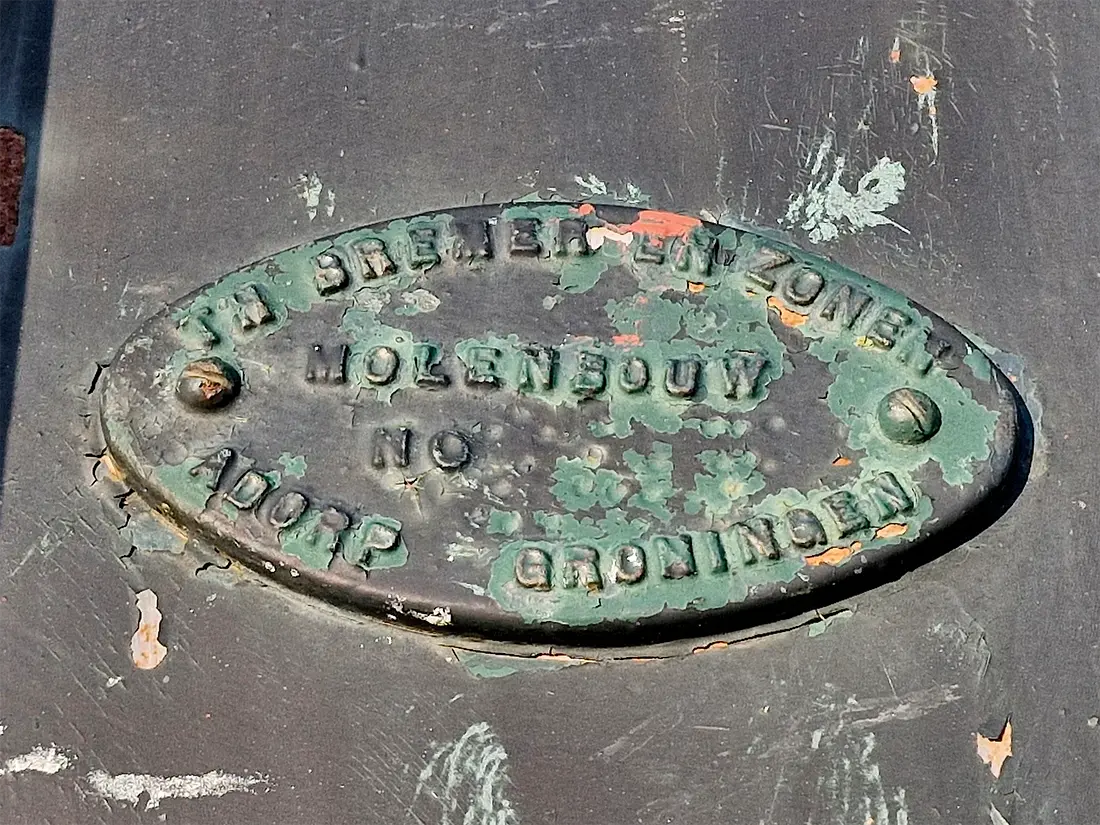 TH BREMER EN ZONEN
MOLENBOUW
NO
ADORP GRONINGEN